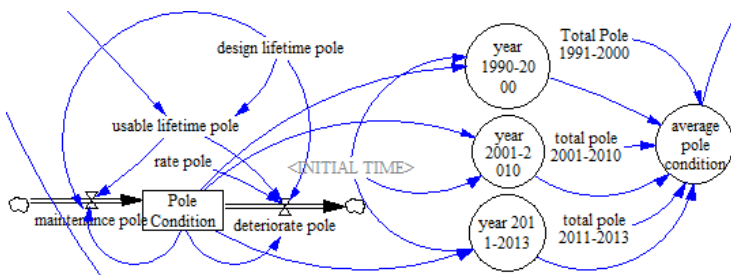 design lifetime pole
usable lifetime pole
rate pole
<INITIAL TIME>
maintenance pole
Pole
Condition
deteriorate pole
year
1990-20
00
Total Pole
1991-2000
year
2001-2
010
total pole
2001-2010
average
pole
condition
year 201
1-2013
total pole
2011-2013